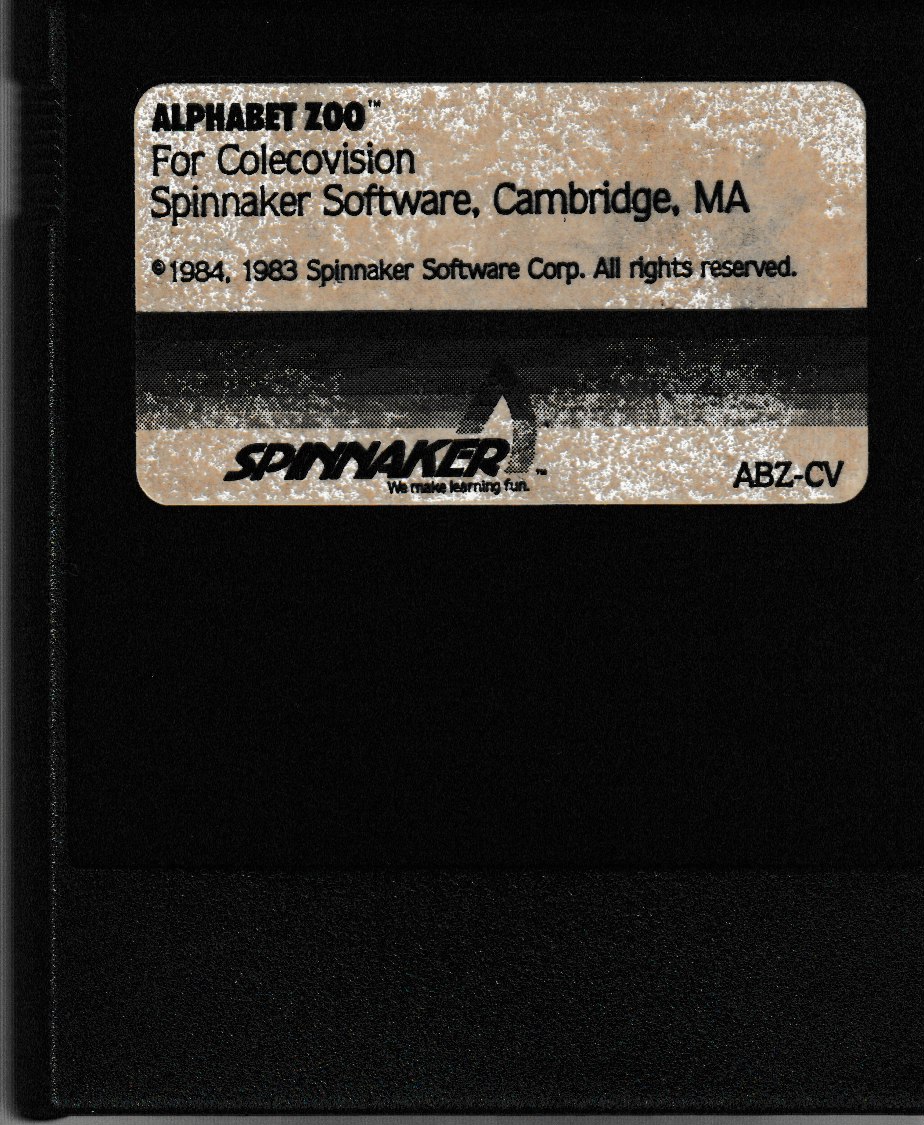 ALPHABET ZOO™
For Colecovision
Spinnaker Software, Cambridge, MA
©1984, 1983 Spinnaker Software Corp. All rights reserved.
SPINNAKER™
We make learning fun.
ABZ-CV